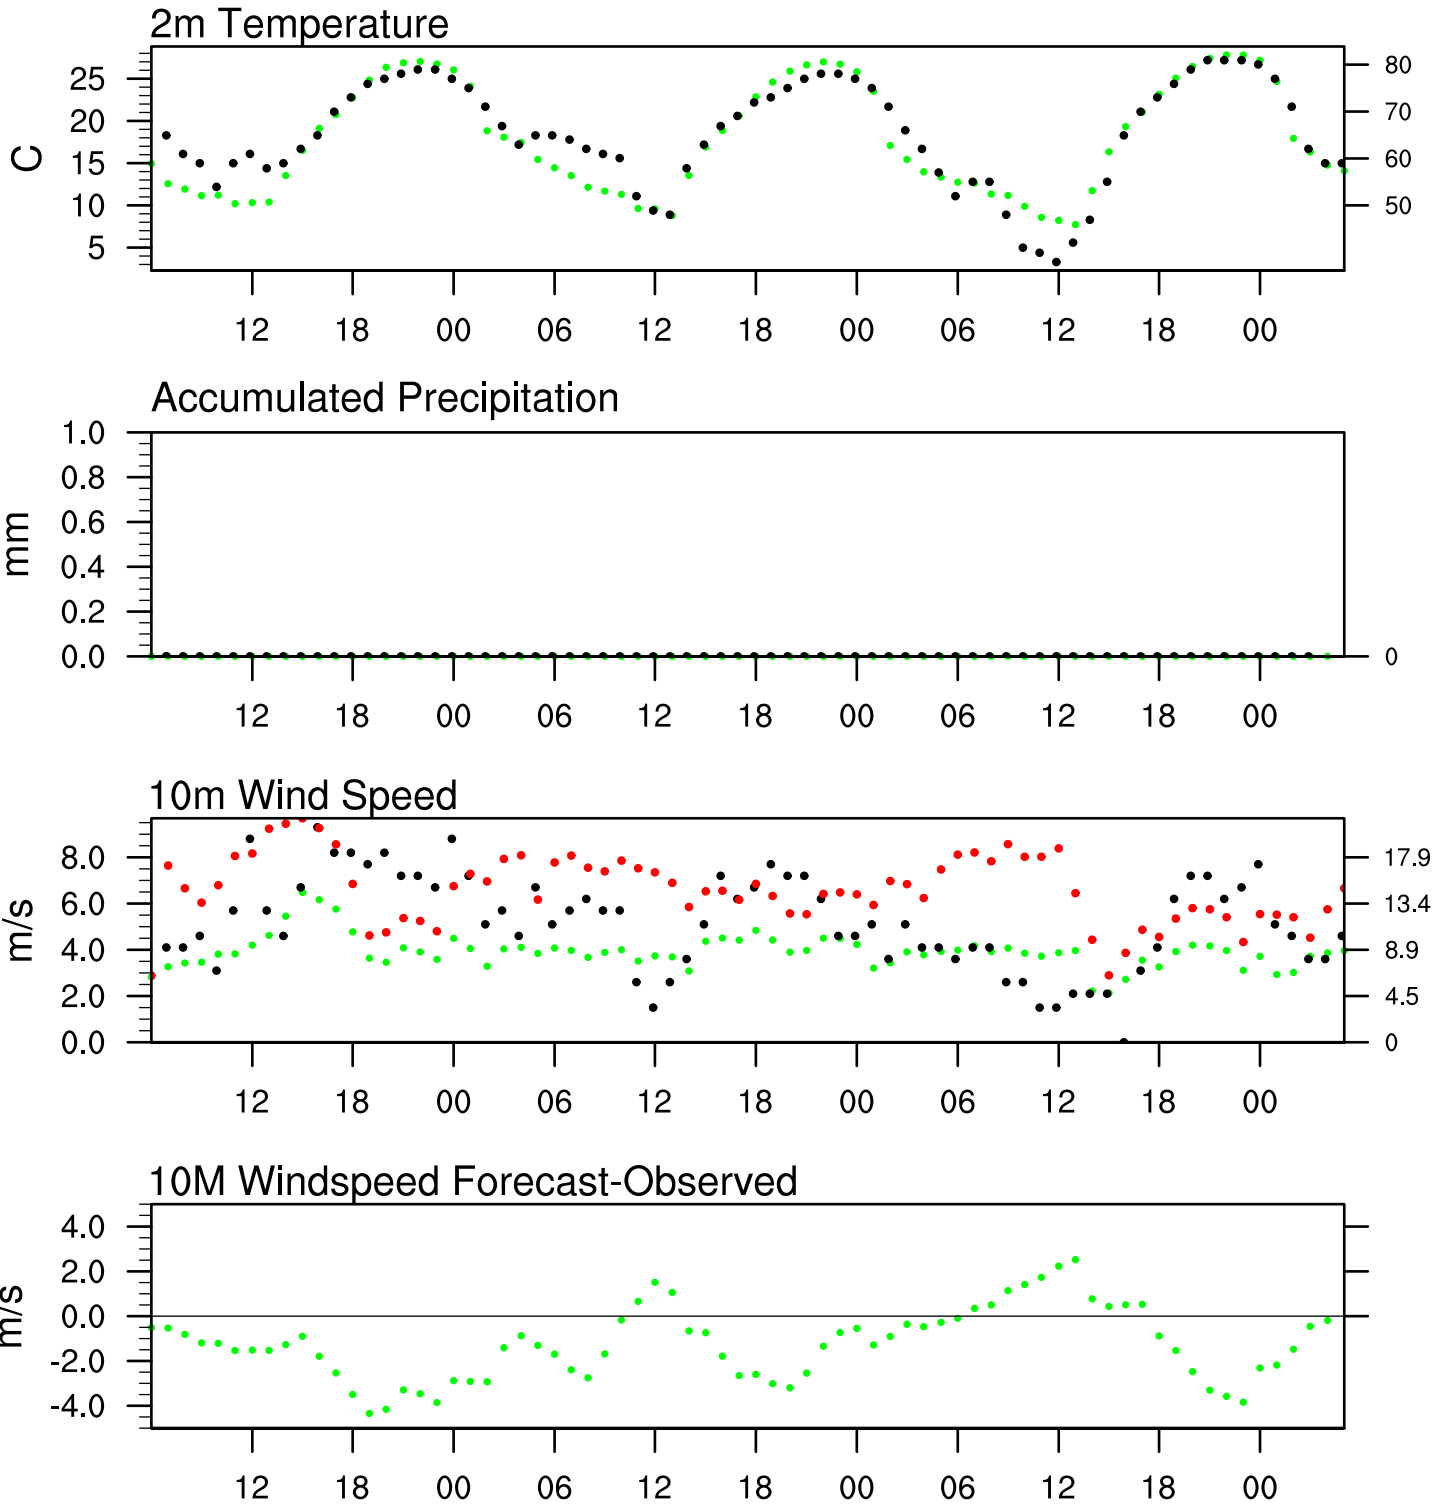 2m Temperature
C
25
20
15
10
5
80
70
60
50
12 18 00 06 12 18 00 06 12 18 00
Accumulated Precipitation
mm
1.0
0.8
0.6
0.4
0.2
0.0
0
12 18 00 06 12 18 00 06 12 18 00
10m Wind Speed
m/s
8.0
6.0
4.0
2.0
0.0
17.9
13.4
8.9
4.5
0
12 18 00 06 12 18 00 06 12 18 00
10M Windspeed Forecast-Observed
m/s
4.0
2.0
0.0
-2.0
-4.0
12 18 00 06 12 18 00 06 12 18 00